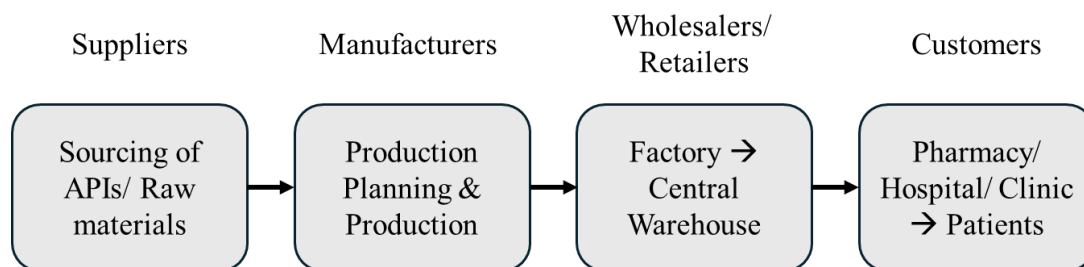 Suppliers
Manufacturers
Wholesalers/
Retailers
Customers
Sourcing of
APIs/ Raw
materials
Production
Planning &
Production
Factory →
Central
Warehouse
Pharmacy/
Hospital/ Clinic
→ Patients